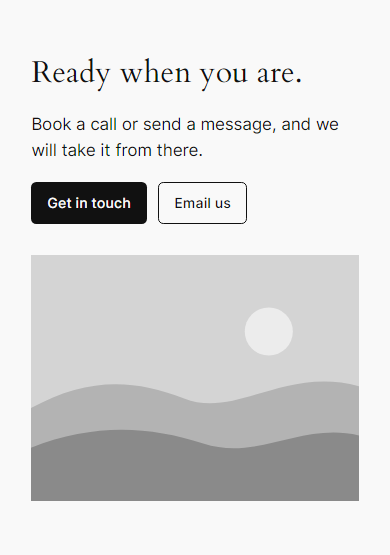 Ready when you are.
Book a call or send a message, and we
will take it from there.
Get in touch
Email us